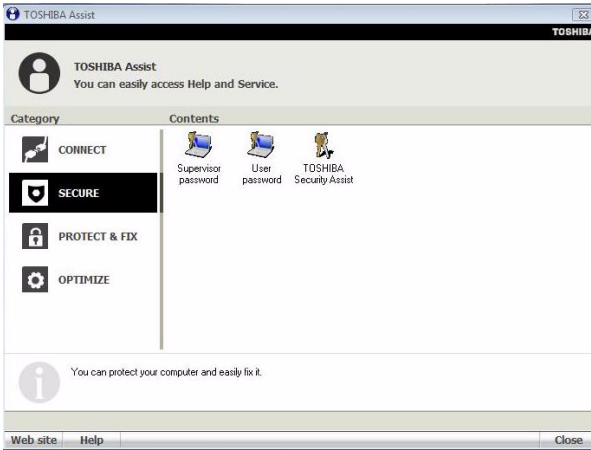 TOSHIBA Assist
TOSHIBA
TOSHIBA Assist
You can easily access Help and Service.
Category
Contents
CONNECT
SECURE
PROTECT & FIX
OPTIMIZE
Supervisor
password
User
password
TOSHIBA
Security Assist
You can protect your computer and easily fix it.
Web site
Help
Close